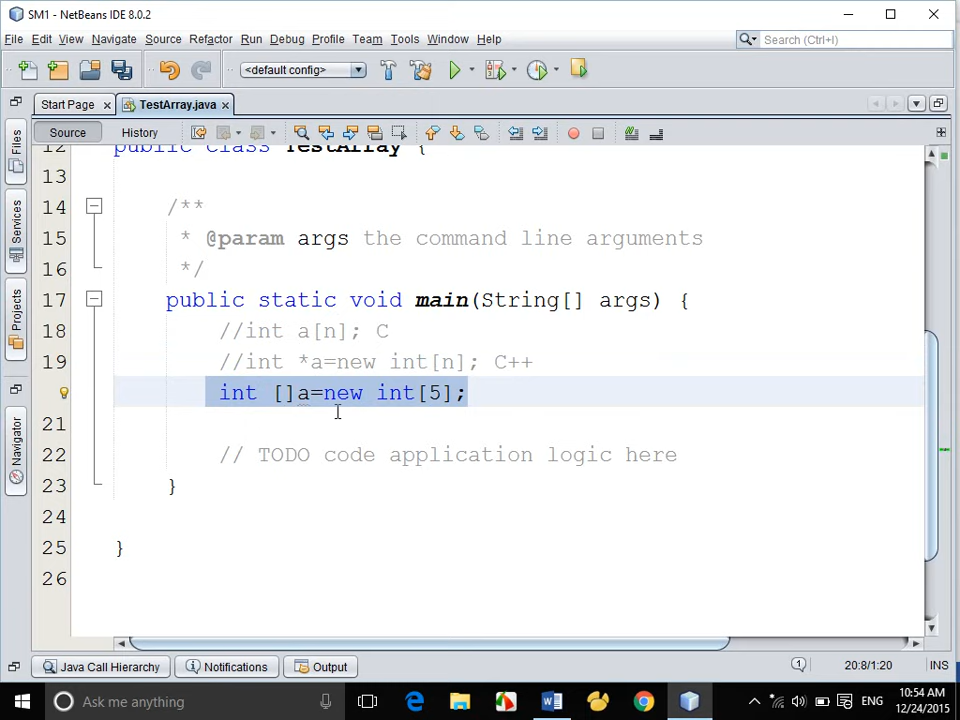 SM1 - NetBeans IDE 8.0.2
File Edit View Navigate Source Refactor Run Debug Profile Team Tools Window Help
Search (Ctrl+I)
<default config>
Start Page TestArray.java
Source History
Files
Services
Projects
Navigator
12 public class TestArray {
13
14 /**
15 * @param args the command line arguments
16 */
17 public static void main(String[] args) {
18 //int a[n]; C
19 //int *a=new int[n]; C++
int []a=new int[5];
21
22 // TODO code application logic here
23 }
24
25 }
26
Java Call Hierarchy Notifications Output
1 20:8/1:20 INS
Ask me anything
ENG
10:54 AM
12/24/2015